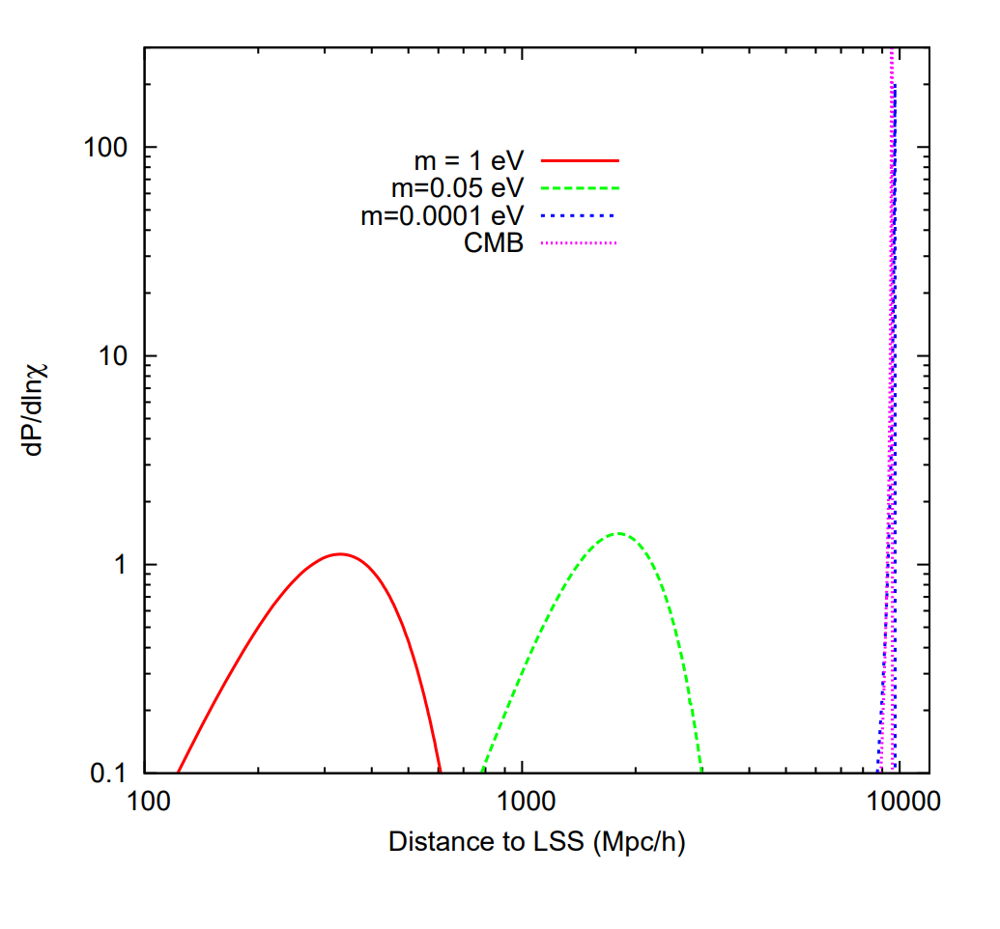 100
10
1
0.1
dP/dlnχ
m = 1 eV
m=0.05 eV
m=0.0001 eV
CMB
100 1000 10000
Distance to LSS (Mpc/h)